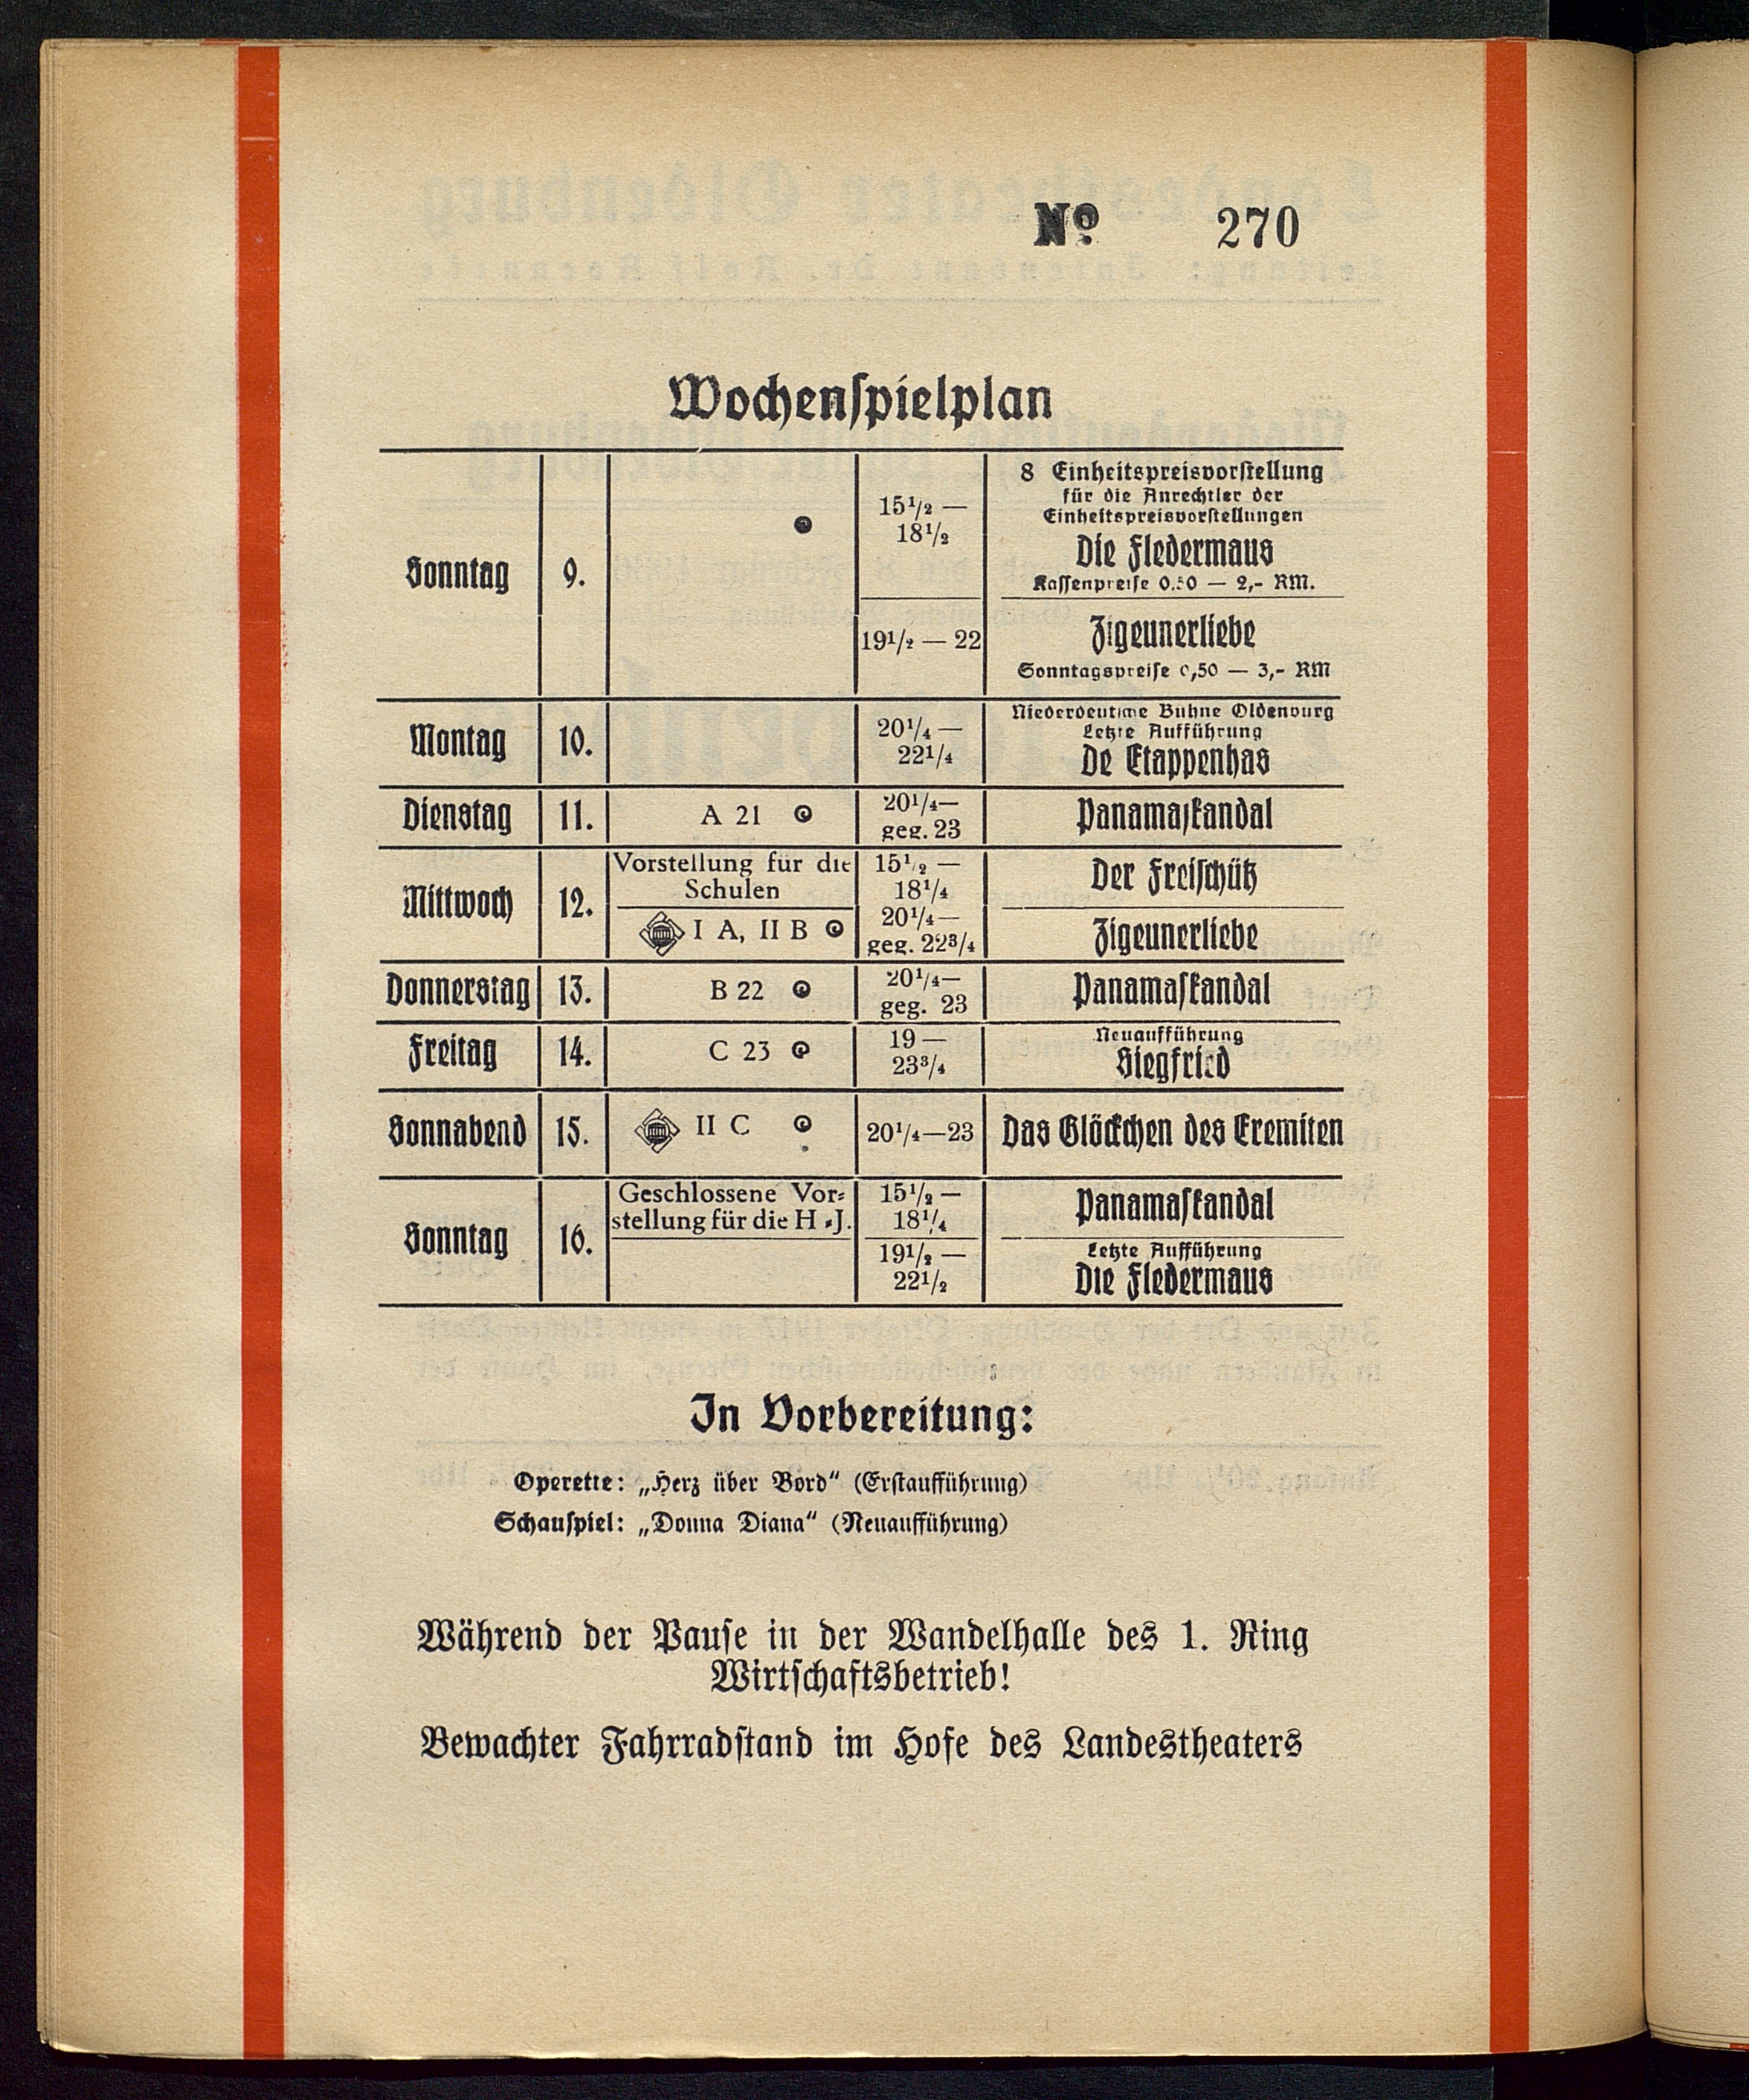 Nº 270
Wochenspielplan
Sonntag 9.
15½ —
18½
8 Einheitspreisvorstellung
für die Anrechtler der
Einheitspreisvorstellungen
Die Fledermaus
Kassenpreise 0,50 — 2,- RM.
19½ — 22
Zigeunerliebe
Sonntagspreise 0,50 — 3,- RM
Montag 10.
20¼ —
22¼
Niederdeutsche Bühne Oldenburg
Letzte Aufführung
De Etappenhas
Dienstag 11. A 21
20¼—
geg. 23
Panamaskandal
Mittwoch 12.
Vorstellung für die
Schulen
15½ —
18¼
Der Freischütz
I A, II B
20¼—
geg. 22¾
Zigeunerliebe
Donnerstag 13. B 22
20¼—
geg. 23
Panamaskandal
Freitag 14. C 23
19 —
23¾
Neuaufführung
Siegfried
Sonnabend 15. II C 20¼—23 Das Glöckchen des Eremiten
Sonntag 16.
Geschlossene Vor-
stellung für die H.-J.
15½ —
18¼
Panamaskandal
19½ —
22½
Letzte Aufführung
Die Fledermaus
In Vorbereitung:
Operette: „Herz über Bord“ (Erstaufführung)
Schauspiel: „Donna Diana“ (Neuaufführung)
Während der Pause in der Wandelhalle des 1. Ring
Wirtschaftsbetrieb!
Bewachter Fahrradstand im Hofe des Landestheaters